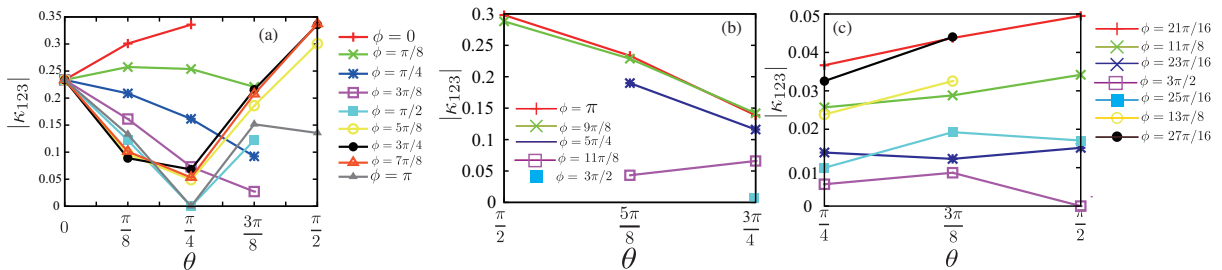 (a)
|κ₁₂₃|
0.35
0.3
0.25
0.2
0.15
0.1
0.05
0
0
π/8
π/4
3π/8
π/2
θ
ϕ = 0
ϕ = π/8
ϕ = π/4
ϕ = 3π/8
ϕ = π/2
ϕ = 5π/8
ϕ = 3π/4
ϕ = 7π/8
ϕ = π
(b)
|κ₁₂₃|
0.3
0.25
0.2
0.15
0.1
0.05
0
π/2
5π/8
3π/4
θ
ϕ = π
ϕ = 9π/8
ϕ = 5π/4
ϕ = 11π/8
ϕ = 3π/2
(c)
|κ₁₂₃|
0.05
0.04
0.03
0.02
0.01
0
π/4
3π/8
π/2
θ
ϕ = 21π/16
ϕ = 11π/8
ϕ = 23π/16
ϕ = 3π/2
ϕ = 25π/16
ϕ = 13π/8
ϕ = 27π/16